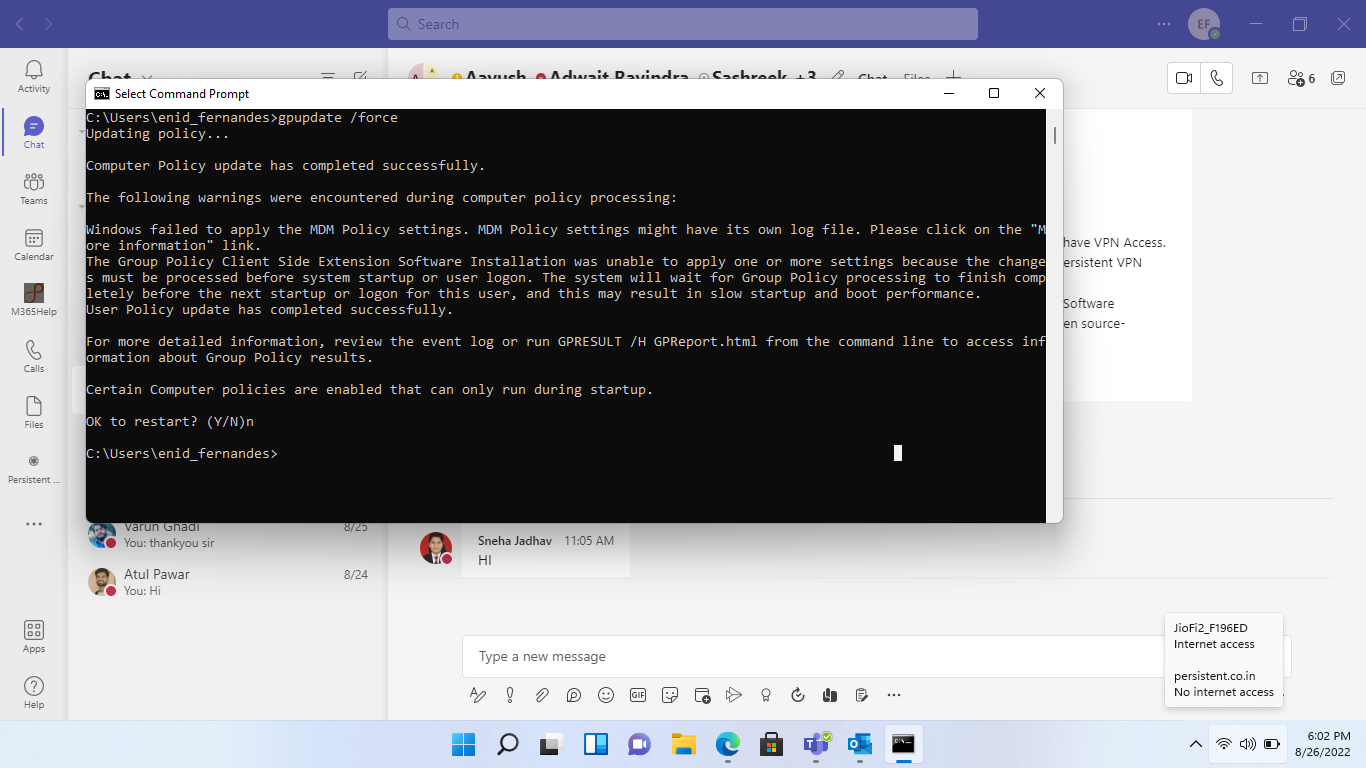 Search
EF
Activity
Chat
Teams
Calendar
M365Help
Calls
Files
Persistent ...
Apps
Help
Chat
Aayush
Adwait Ravindra
Sashreek
+3
Chat
Files
6
Select Command Prompt
C:\Users\enid_fernandes>gpupdate /force
Updating policy...
Computer Policy update has completed successfully.
The following warnings were encountered during computer policy processing:
Windows failed to apply the MDM Policy settings. MDM Policy settings might have its own log file. Please click on the "M
ore information" link.
The Group Policy Client Side Extension Software Installation was unable to apply one or more settings because the change
s must be processed before system startup or user logon. The system will wait for Group Policy processing to finish comp
letely before the next startup or logon for this user, and this may result in slow startup and boot performance.
User Policy update has completed successfully.
For more detailed information, review the event log or run GPRESULT /H GPReport.html from the command line to access inf
ormation about Group Policy results.
Certain Computer policies are enabled that can only run during startup.
OK to restart? (Y/N)n
C:\Users\enid_fernandes>
have VPN Access.
ersistent VPN
Software
en source-
Varun Ghadi 8/25
You: thankyou sir
Atul Pawar 8/24
You: Hi
Sneha Jadhav 11:05 AM
HI
Type a new message
GIF
JioFi2_F196ED
Internet access
persistent.co.in
No internet access
6:02 PM
8/26/2022